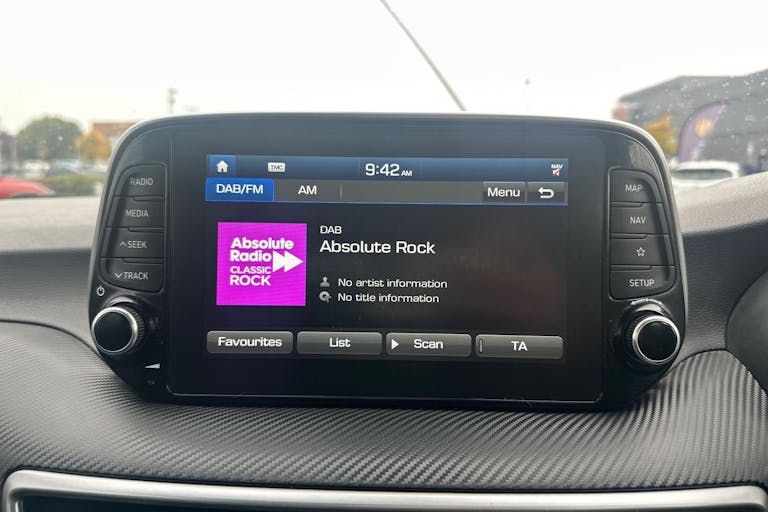 RADIO
MEDIA
SEEK
TRACK
TMC
9:42 AM
NAV
DAB/FM
AM
Menu
Absolute
Radio
CLASSIC
ROCK
DAB
Absolute Rock
No artist information
No title information
Favourites
List
Scan
TA
MAP
NAV
SETUP